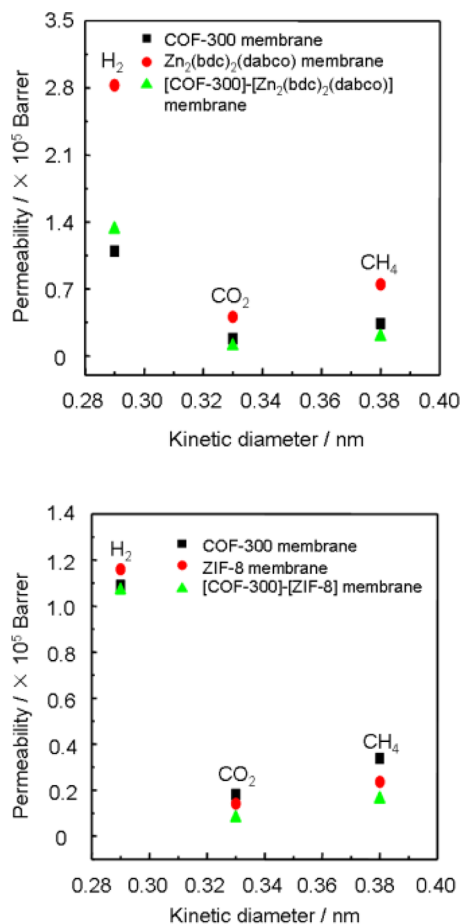 3.5
2.8
2.1
1.4
0.7
0
Permeability / × 10⁵ Barrer
H₂
COF-300 membrane
Zn₂(bdc)₂(dabco) membrane
[COF-300]-[Zn₂(bdc)₂(dabco)]
membrane
CO₂
CH₄
0.28 0.30 0.32 0.34 0.36 0.38 0.40
Kinetic diameter / nm
1.4
1.2
1.0
0.8
0.6
0.4
0.2
0
Permeability / × 10⁵ Barrer
H₂
COF-300 membrane
ZIF-8 membrane
[COF-300]-[ZIF-8] membrane
CO₂
CH₄
0.28 0.30 0.32 0.34 0.36 0.38 0.40
Kinetic diameter / nm